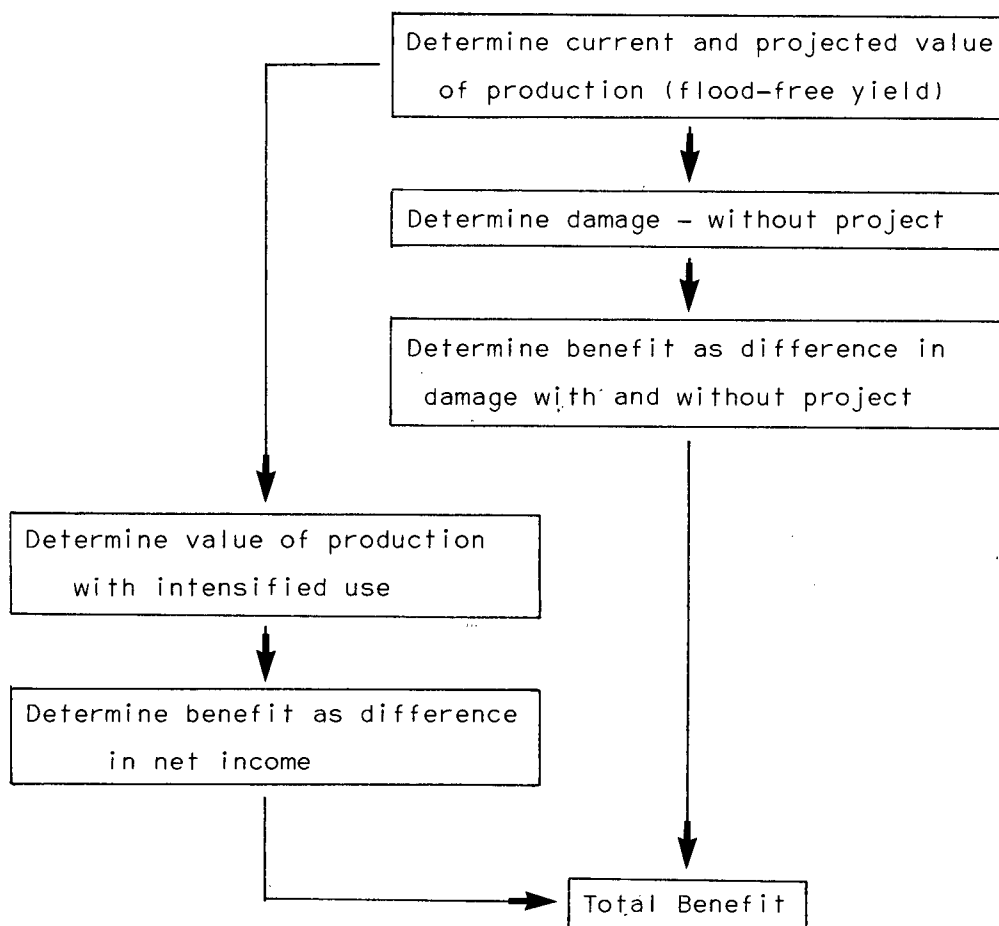 Determine current and projected value
of production (flood-free yield)
Determine damage - without project
Determine benefit as difference in
damage with and without project
Determine value of production
with intensified use
Determine benefit as difference
in net income
Total Benefit